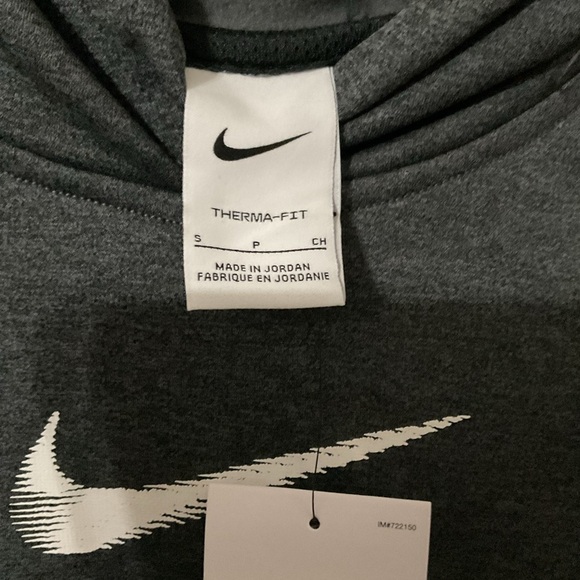 THERMA-FIT
S P CH
MADE IN JORDAN
FABRIQUE EN JORDANIE
IM#722150